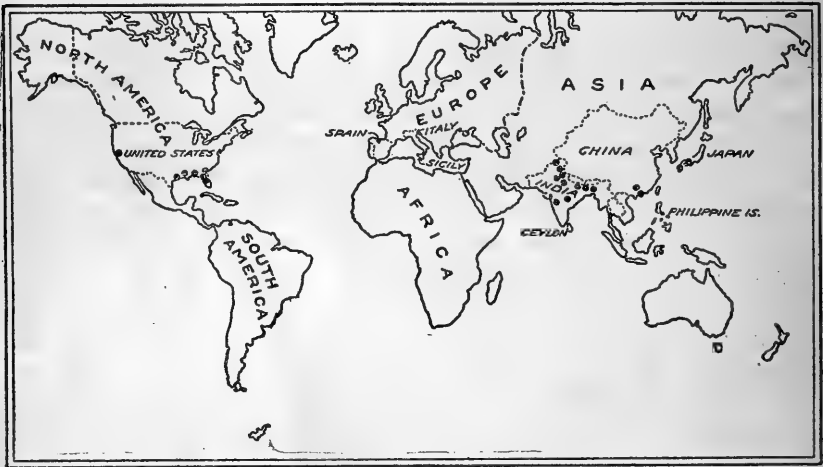 NORTH AMERICA
ASIA
EUROPE
SPAIN
ITALY
UNITED STATES
CHINA
JAPAN
SICILY
INDIA
AFRICA
PHILIPPINE IS.
CEYLON
SOUTH
AMERICA
D